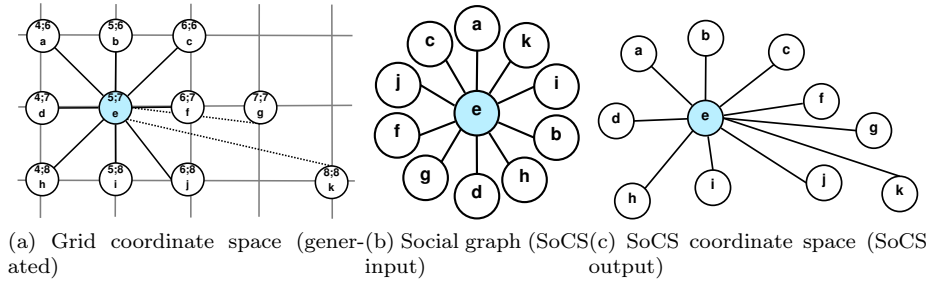 4;6 5;6 6;6
a b c
4;7 5;7 6;7 7;7
d e f g
4;8 5;8 6;8 8;8
h i j k
a
c k
j i
e
f b
g h
d
b
a c
f
d e g
h i j k
(a) Grid coordinate space (gener-
ated)
(b) Social graph (SoCS
input)
(c) SoCS coordinate space (SoCS
output)